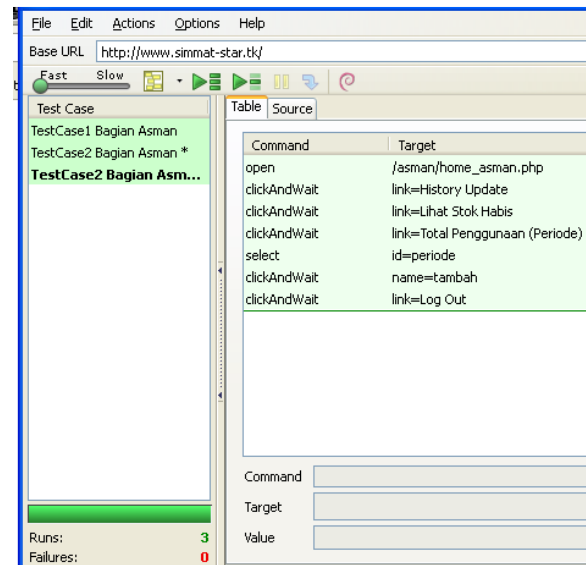 File Edit Actions Options Help
Base URL http://www.simmat-star.tk/
Fast Slow
Test Case
TestCase1 Bagian Asman
TestCase2 Bagian Asman *
TestCase2 Bagian Asm...
Runs: 3
Failures: 0
Table Source
Command Target
open /asman/home_asman.php
clickAndWait link=History Update
clickAndWait link=Lihat Stok Habis
clickAndWait link=Total Penggunaan (Periode)
select id=periode
clickAndWait name=tambah
clickAndWait link=Log Out
Command
Target
Value